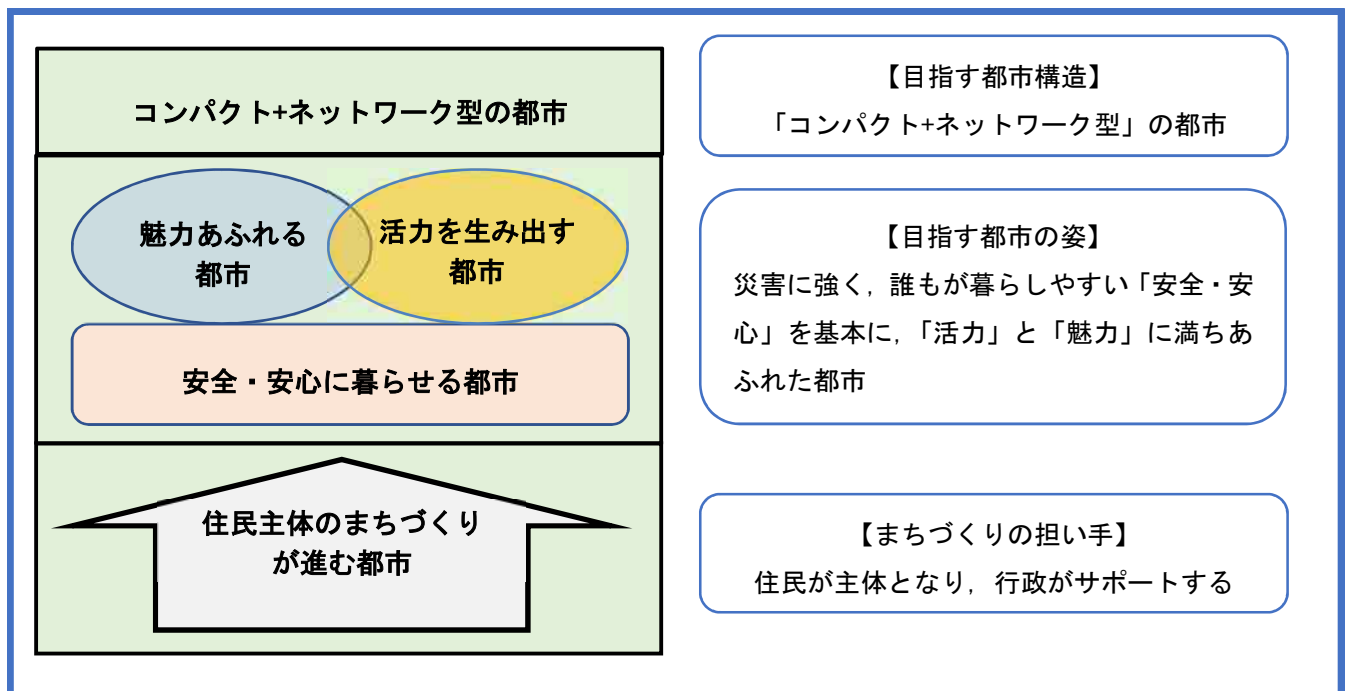 コンパクト+ネットワーク型の都市
魅力あふれる
都市
活力を生み出す
都市
安全・安心に暮らせる都市
住民主体のまちづくり
が進む都市
【目指す都市構造】
「コンパクト+ネットワーク型」の都市
【目指す都市の姿】
災害に強く，誰もが暮らしやすい「安全・安
心」を基本に，「活力」と「魅力」に満ちあ
ふれた都市
【まちづくりの担い手】
住民が主体となり，行政がサポートする